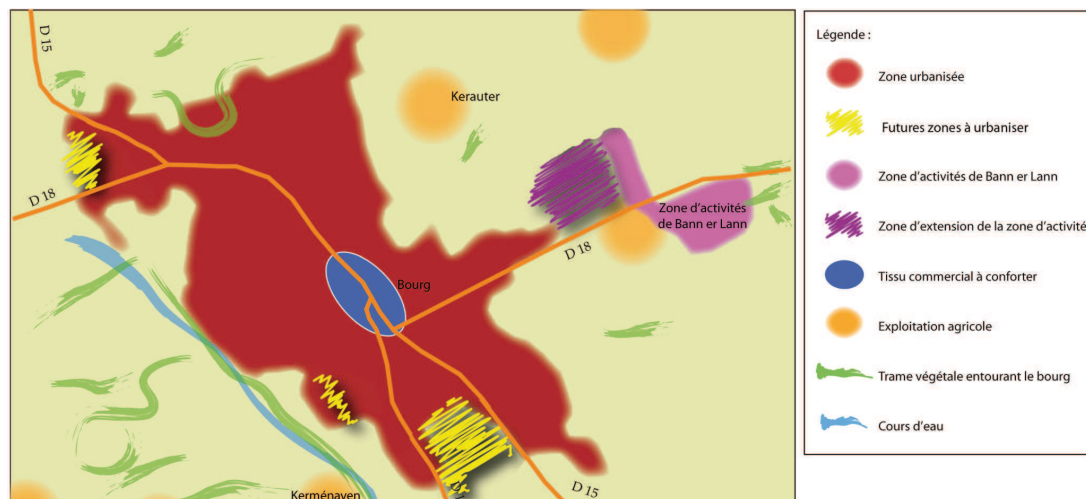 D 15
Kerauter
D 18
Zone d'activités
de Bann er Lann
D 18
Bourg
D 15
Kerménaven
Légende :
Zone urbanisée
Futures zones à urbaniser
Zone d'activités de Bann er Lann
Zone d'extension de la zone d'activité
Tissu commercial à conforter
Exploitation agricole
Trame végétale entourant le bourg
Cours d'eau